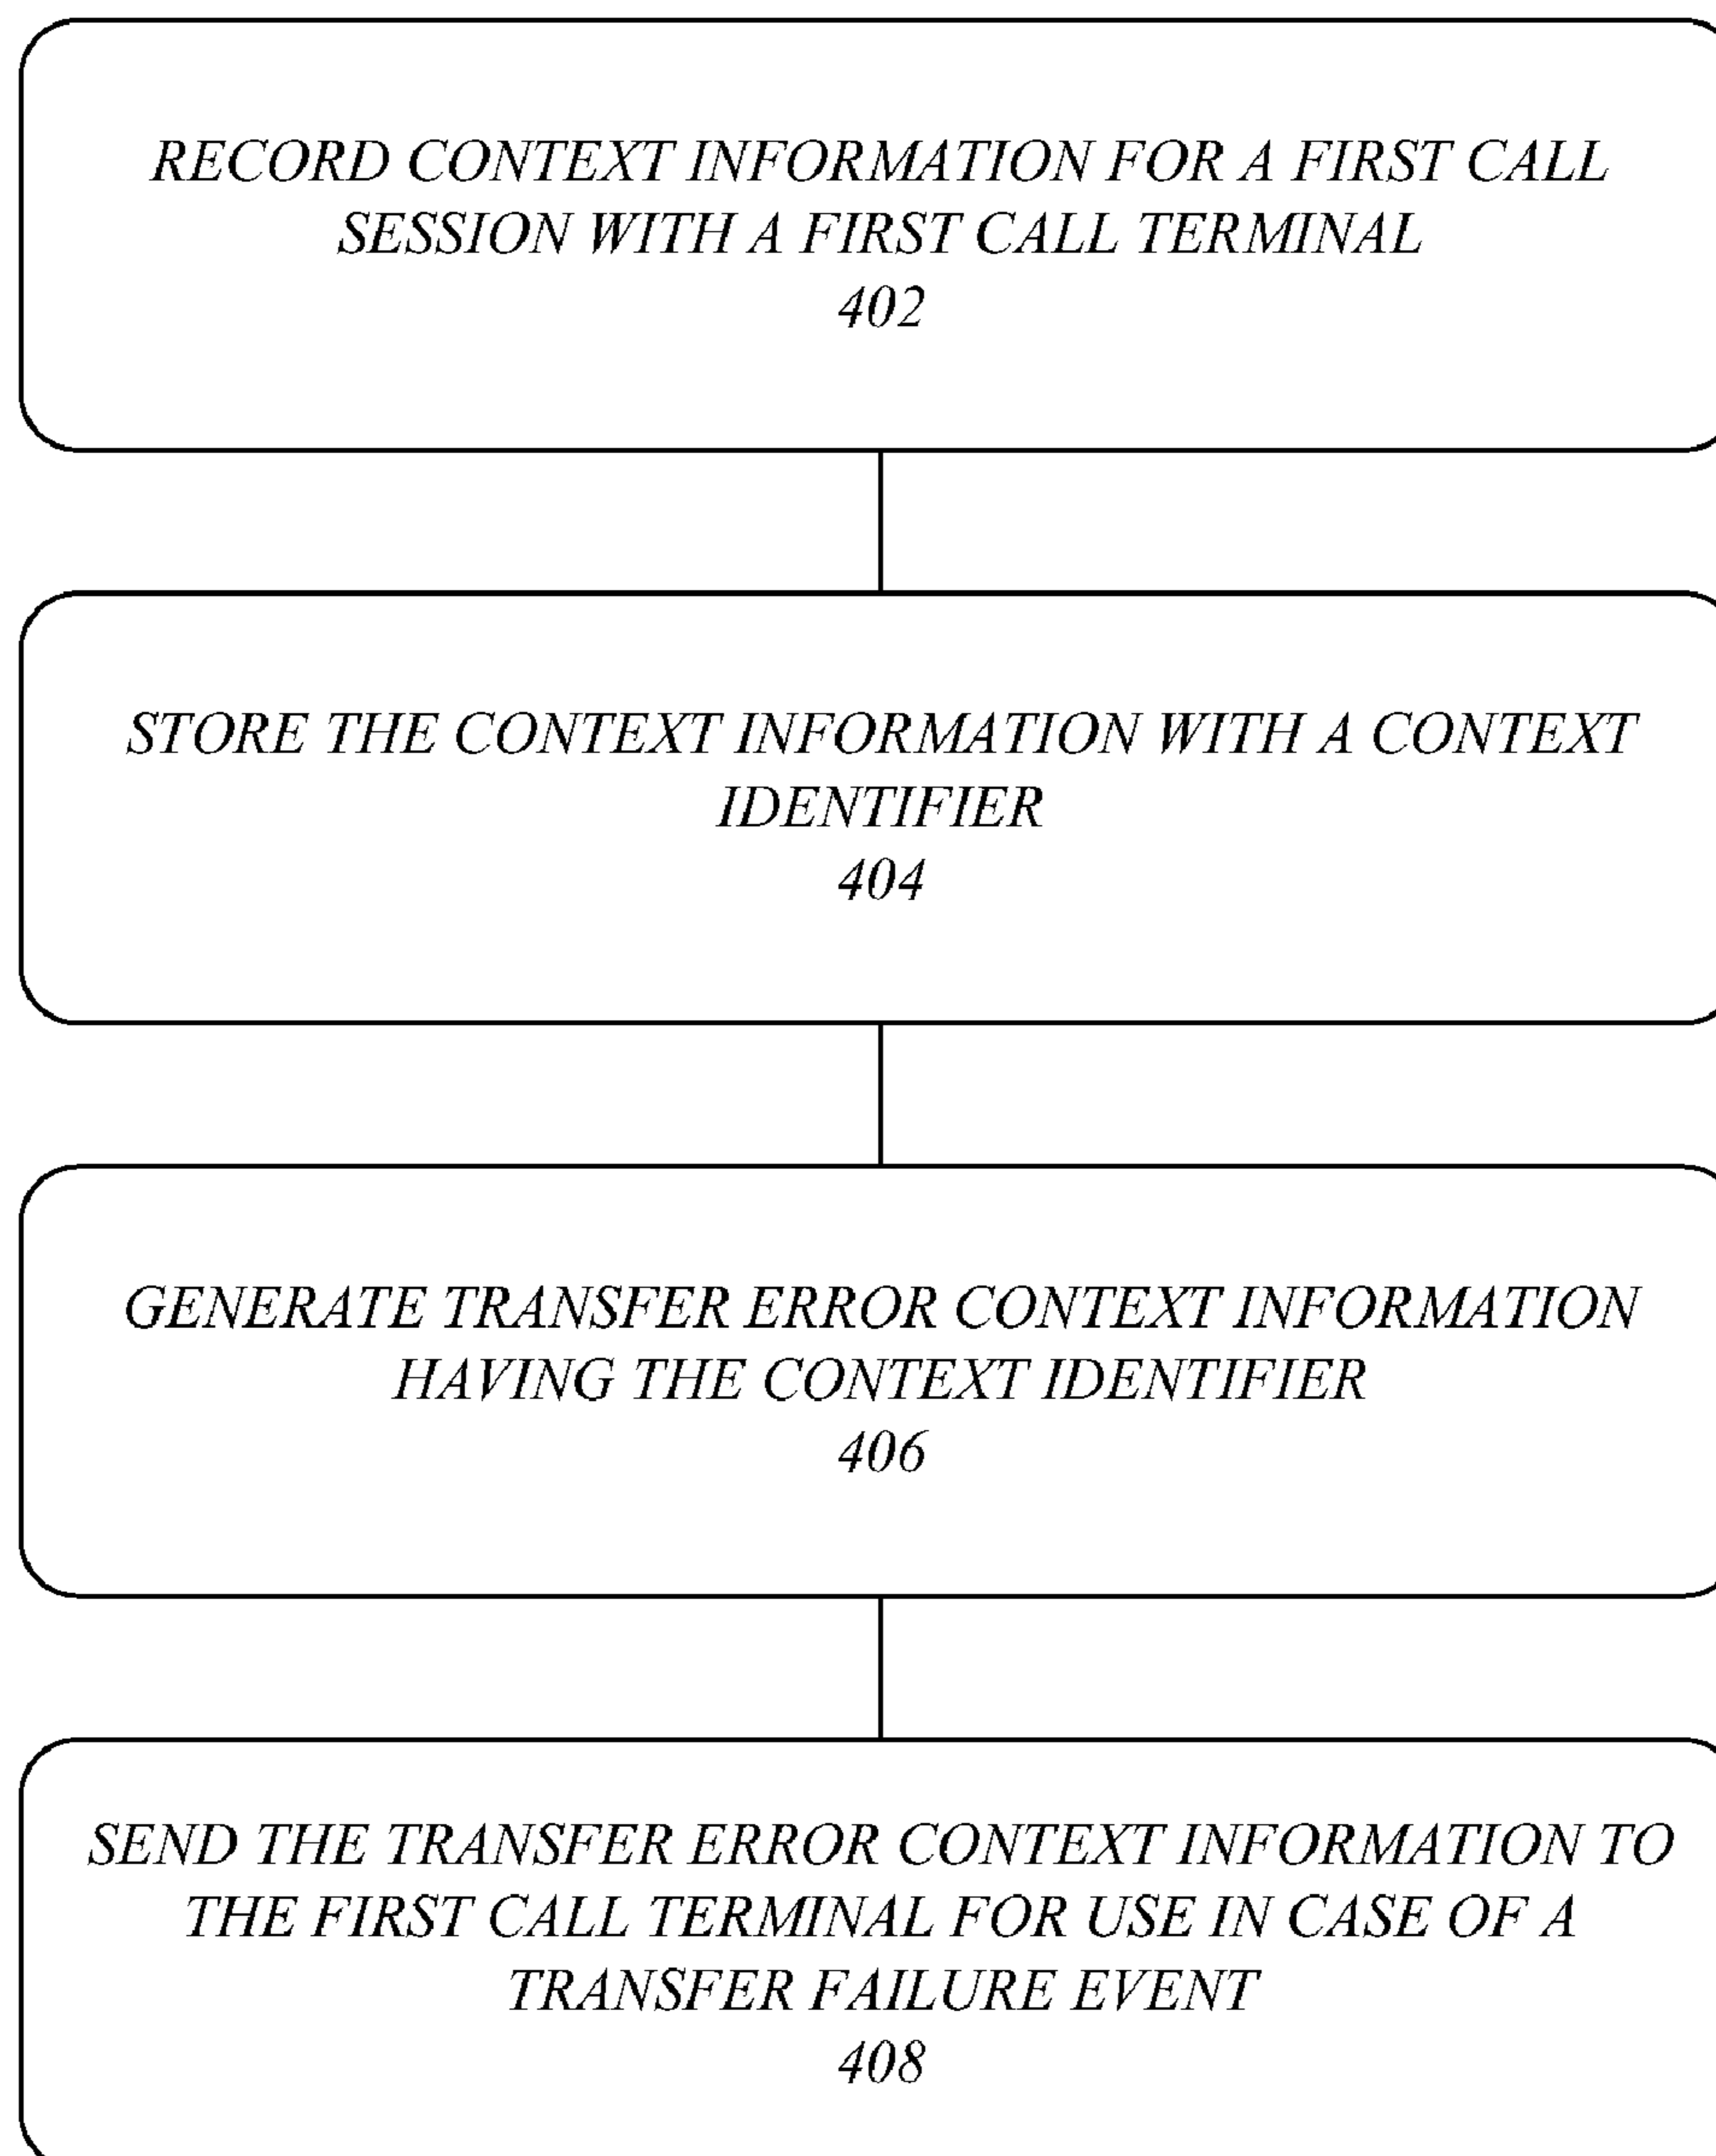 RECORD CONTEXT INFORMATION FOR A FIRST CALL
SESSION WITH A FIRST CALL TERMINAL
402
STORE THE CONTEXT INFORMATION WITH A CONTEXT
IDENTIFIER
404
GENERATE TRANSFER ERROR CONTEXT INFORMATION
HAVING THE CONTEXT IDENTIFIER
406
SEND THE TRANSFER ERROR CONTEXT INFORMATION TO
THE FIRST CALL TERMINAL FOR USE IN CASE OF A
TRANSFER FAILURE EVENT
408